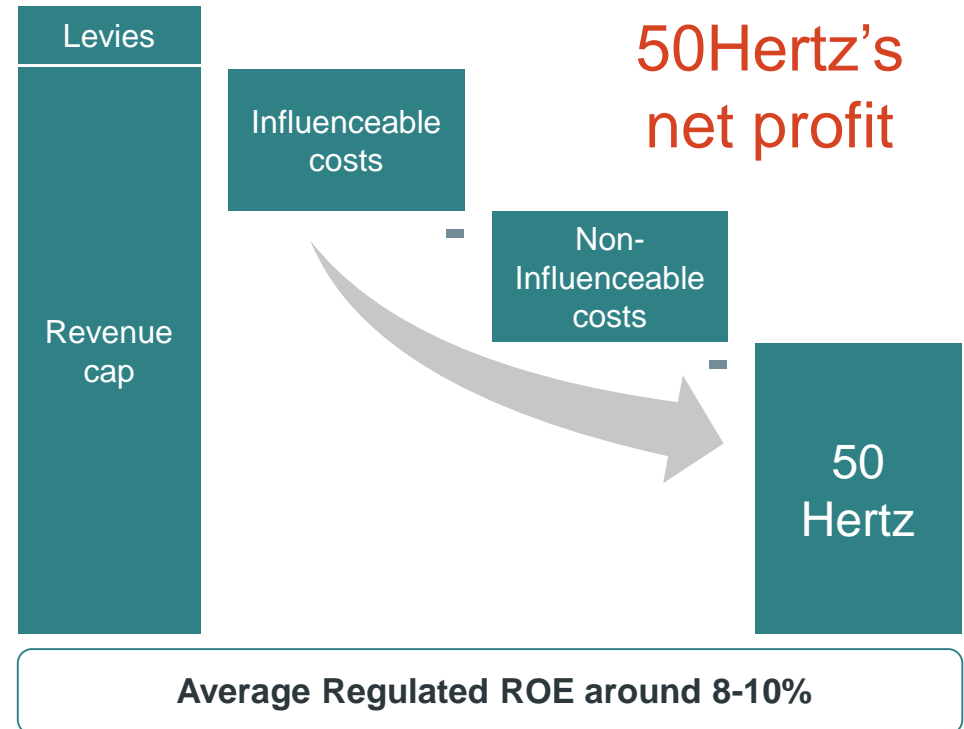 Levies
50Hertz’s
net profit
Influenceable
costs
Non-
Influenceable
costs
Revenue
cap
50
Hertz
Average Regulated ROE around 8-10%